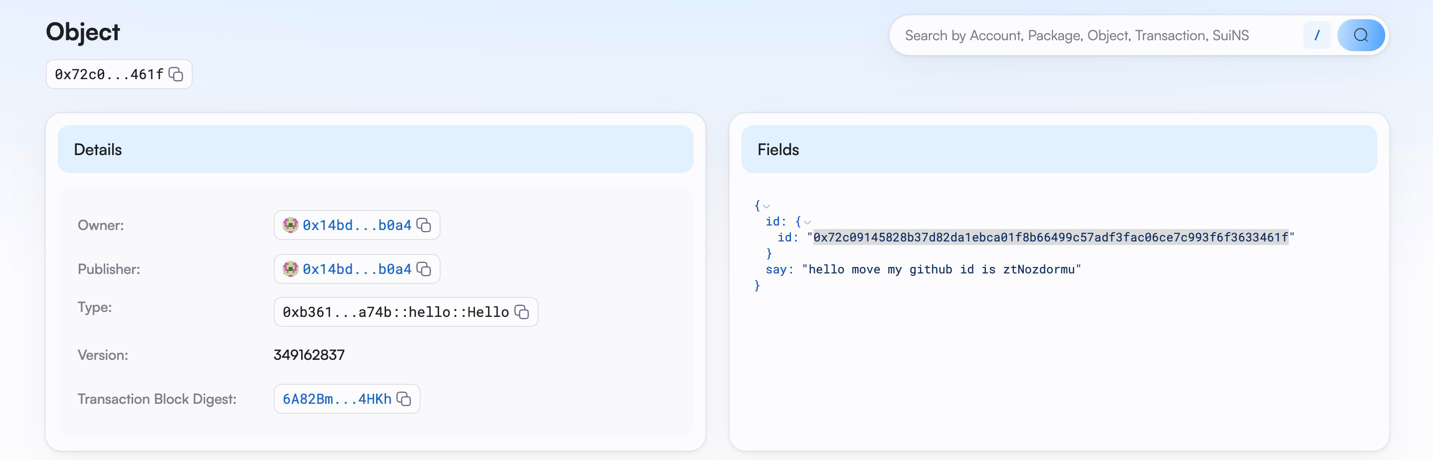 Object
Search by Account, Package, Object, Transaction, SuiNS /
0x72c0...461f
Details
Owner: 0x14bd...b0a4
Publisher: 0x14bd...b0a4
Type: 0xb361...a74b::hello::Hello
Version: 349162837
Transaction Block Digest: 6A82Bm...4HKh
Fields
{
id: {
id: "0x72c09145828b37d82da1ebca01f8b66499c57adf3fac06ce7c993f6f3633461f"
}
say: "hello move my github id is ztNozdormu"
}